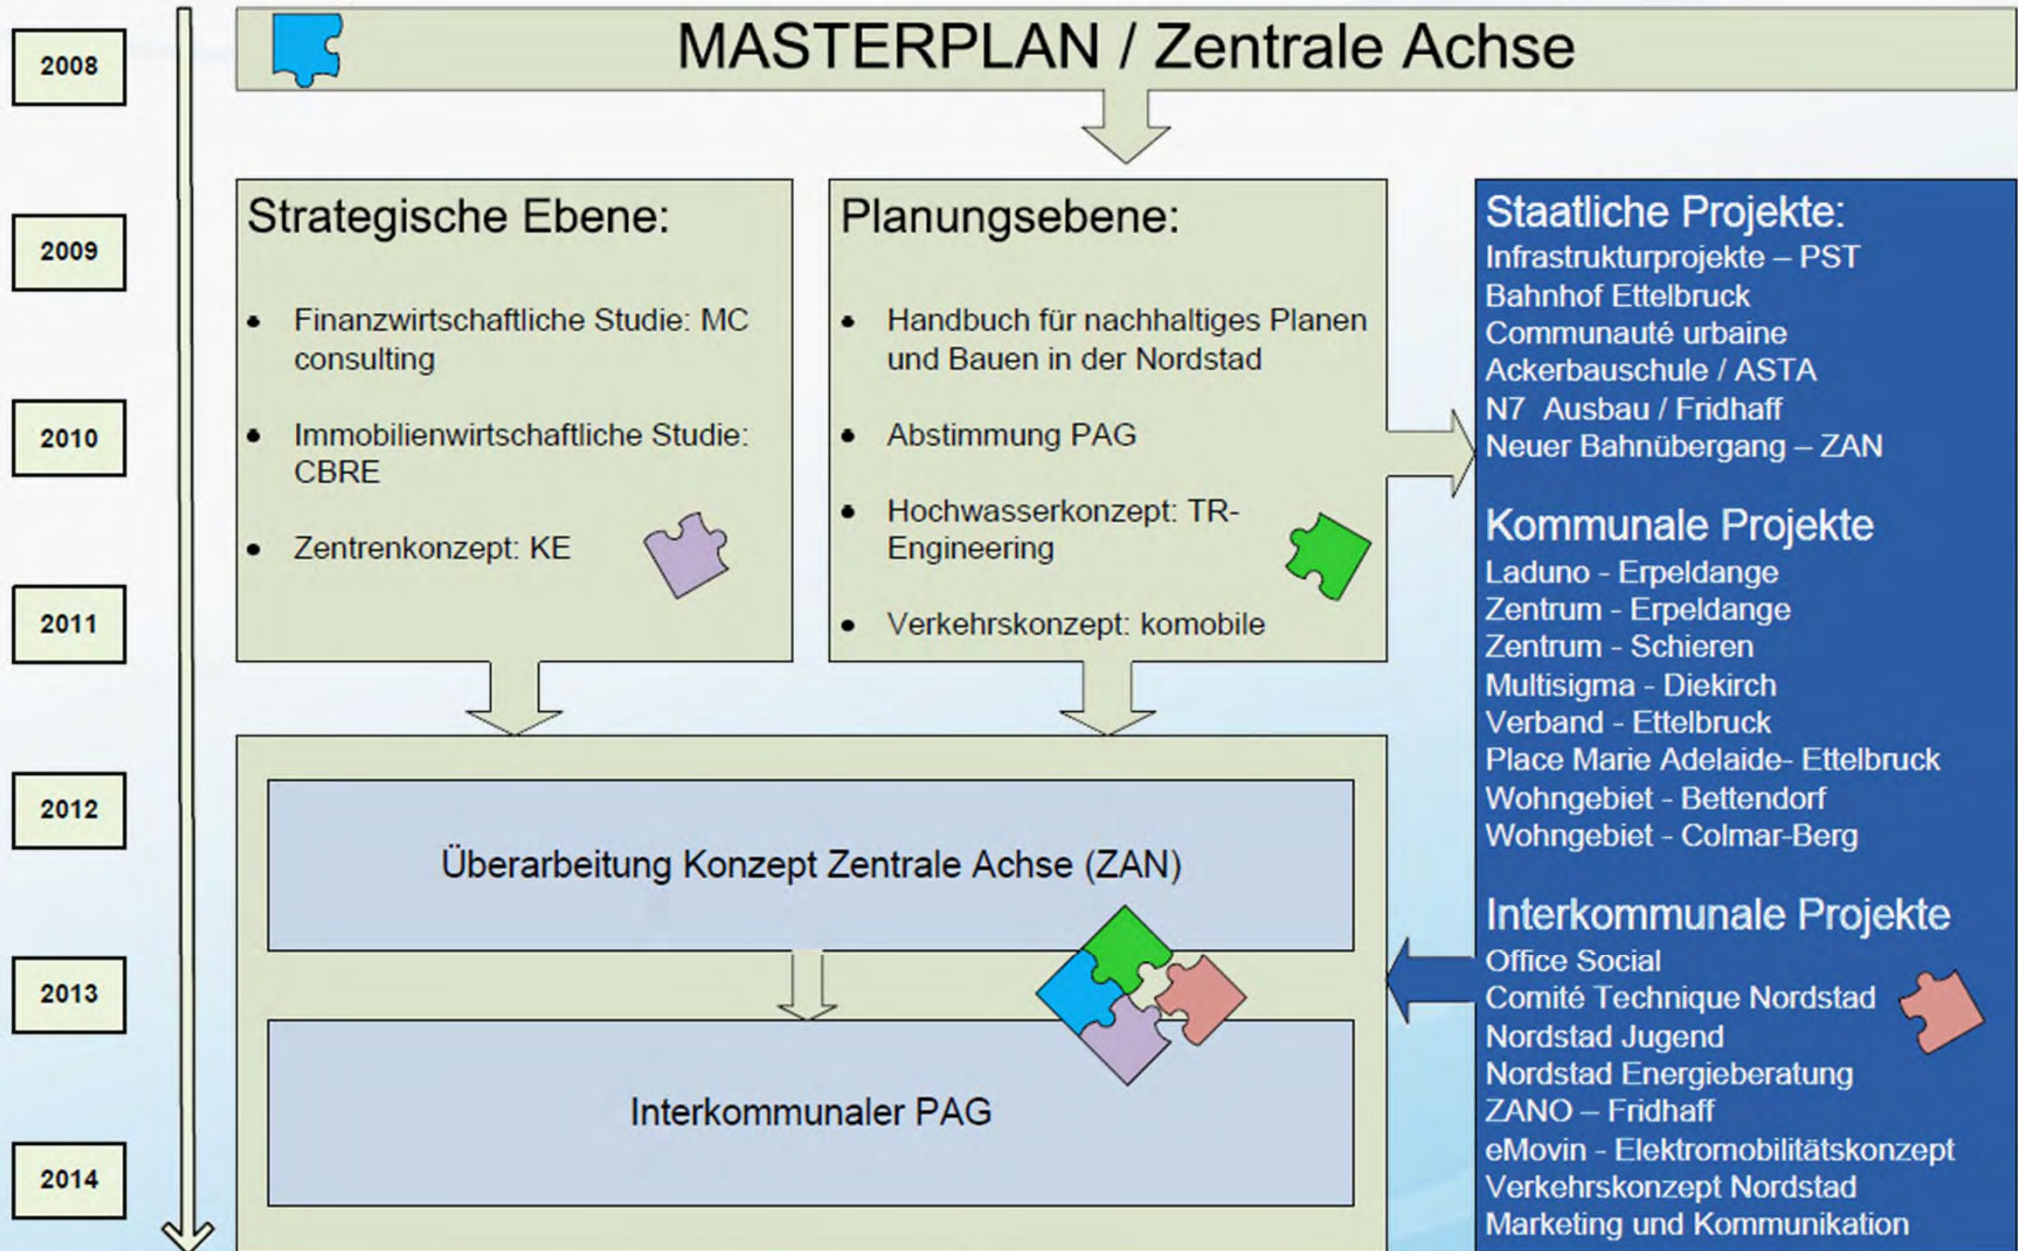 MASTERPLAN / Zentrale Achse
2008
2009
2010
2011
2012
2013
2014
Strategische Ebene:
• Finanzwirtschaftliche Studie: MC
consulting
• Immobilienwirtschaftliche Studie:
CBRE
• Zentrenkonzept: KE
Planungsebene:
• Handbuch für nachhaltiges Planen
und Bauen in der Nordstad
• Abstimmung PAG
• Hochwasserkonzept: TR-
Engineering
• Verkehrskonzept: komobile
Überarbeitung Konzept Zentrale Achse (ZAN)
Interkommunaler PAG
Staatliche Projekte:
Infrastrukturprojekte – PST
Bahnhof Ettelbruck
Communauté urbaine
Ackerbauschule / ASTA
N7 Ausbau / Fridhaff
Neuer Bahnübergang – ZAN
Kommunale Projekte
Laduno - Erpeldange
Zentrum - Erpeldange
Zentrum - Schieren
Multisigma - Diekirch
Verband - Ettelbruck
Place Marie Adelaide- Ettelbruck
Wohngebiet - Bettendorf
Wohngebiet - Colmar-Berg
Interkommunale Projekte
Office Social
Comité Technique Nordstad
Nordstad Jugend
Nordstad Energieberatung
ZANO – Fridhaff
eMovin - Elektromobilitätskonzept
Verkehrskonzept Nordstad
Marketing und Kommunikation